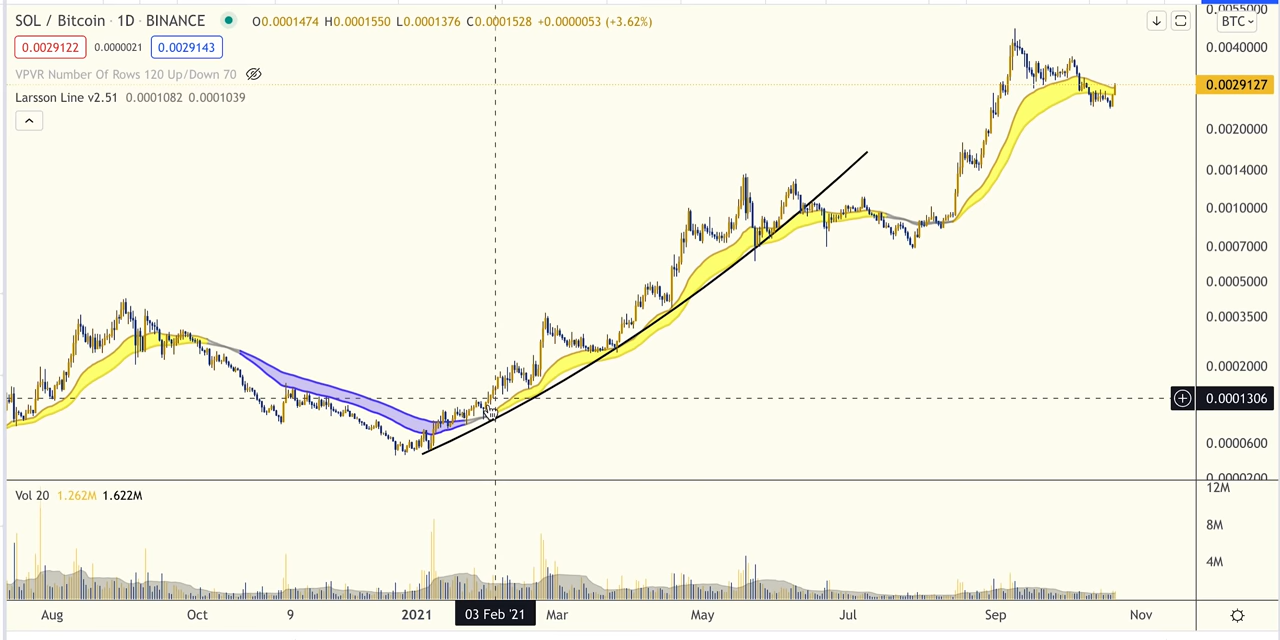 SOL / Bitcoin · 1D · BINANCE O0.0001474 H0.0001550 L0.0001376 C0.0001528 +0.0000053 (+3.62%)
0.0029122 0.0000021 0.0029143
VPVR Number Of Rows 120 Up/Down 70
Larsson Line v2.51 0.0001082 0.0001039
BTC
0.0055000
0.0040000
0.0029127
0.0020000
0.0014000
0.0010000
0.0007000
0.0005000
0.0003500
0.0002000
0.0001306
0.0000600
0.0000200
Vol 20 1.262M 1.622M
12M
8M
4M
Aug Oct 9 2021 03 Feb '21 Mar May Jul Sep Nov